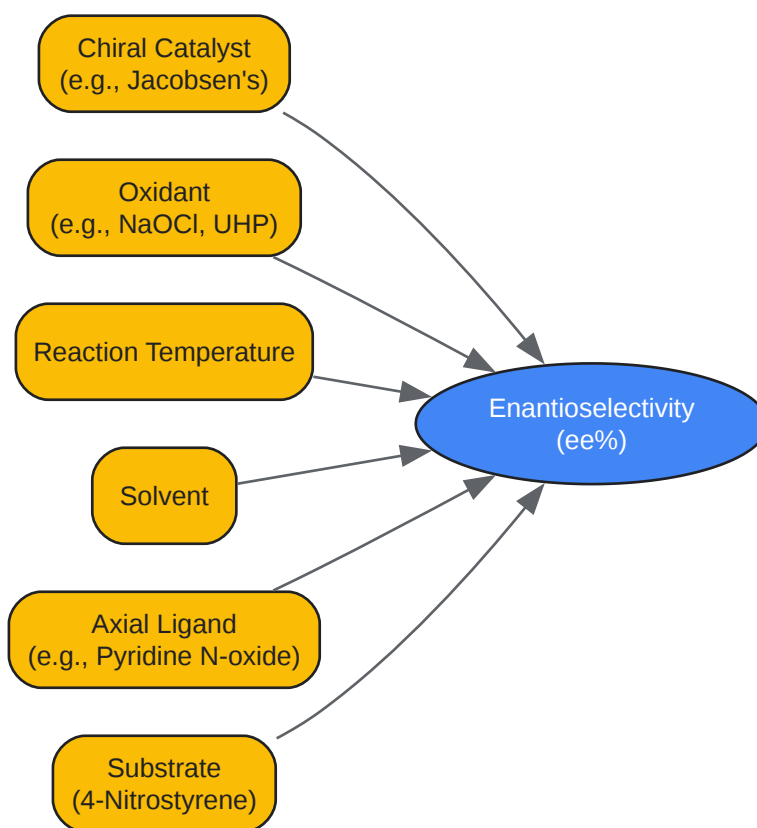 Chiral Catalyst
(e.g., Jacobsen's)
Oxidant
(e.g., NaOCl, UHP)
Reaction Temperature
Enantioselectivity
(ee%)
Solvent
Axial Ligand
(e.g., Pyridine N-oxide)
Substrate
(4-Nitrostyrene)